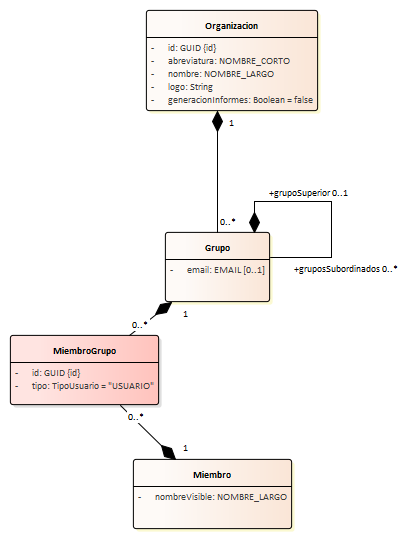 Organizacion
- id: GUID {id}
- abreviatura: NOMBRE_CORTO
- nombre: NOMBRE_LARGO
- logo: String
- generacionInformes: Boolean = false
1
+grupoSuperior 0..1
0..*
Grupo
- email: EMAIL [0..1]
+gruposSubordinados 0..*
1
0..*
MiembroGrupo
- id: GUID {id}
- tipo: TipoUsuario = "USUARIO"
0..*
1
Miembro
- nombreVisible: NOMBRE_LARGO